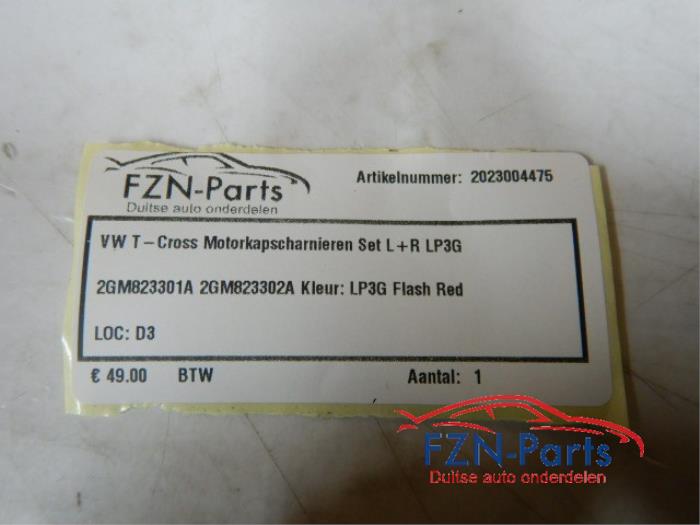 FZN-Parts
Duitse auto onderdelen
Artikelnummer: 2023004475
VW T-Cross Motorkapscharnieren Set L+R LP3G
2GM823301A 2GM823302A Kleur: LP3G Flash Red
LOC: D3
€ 49.00 BTW Aantal: 1
FZN-Parts
Duitse auto onderdelen